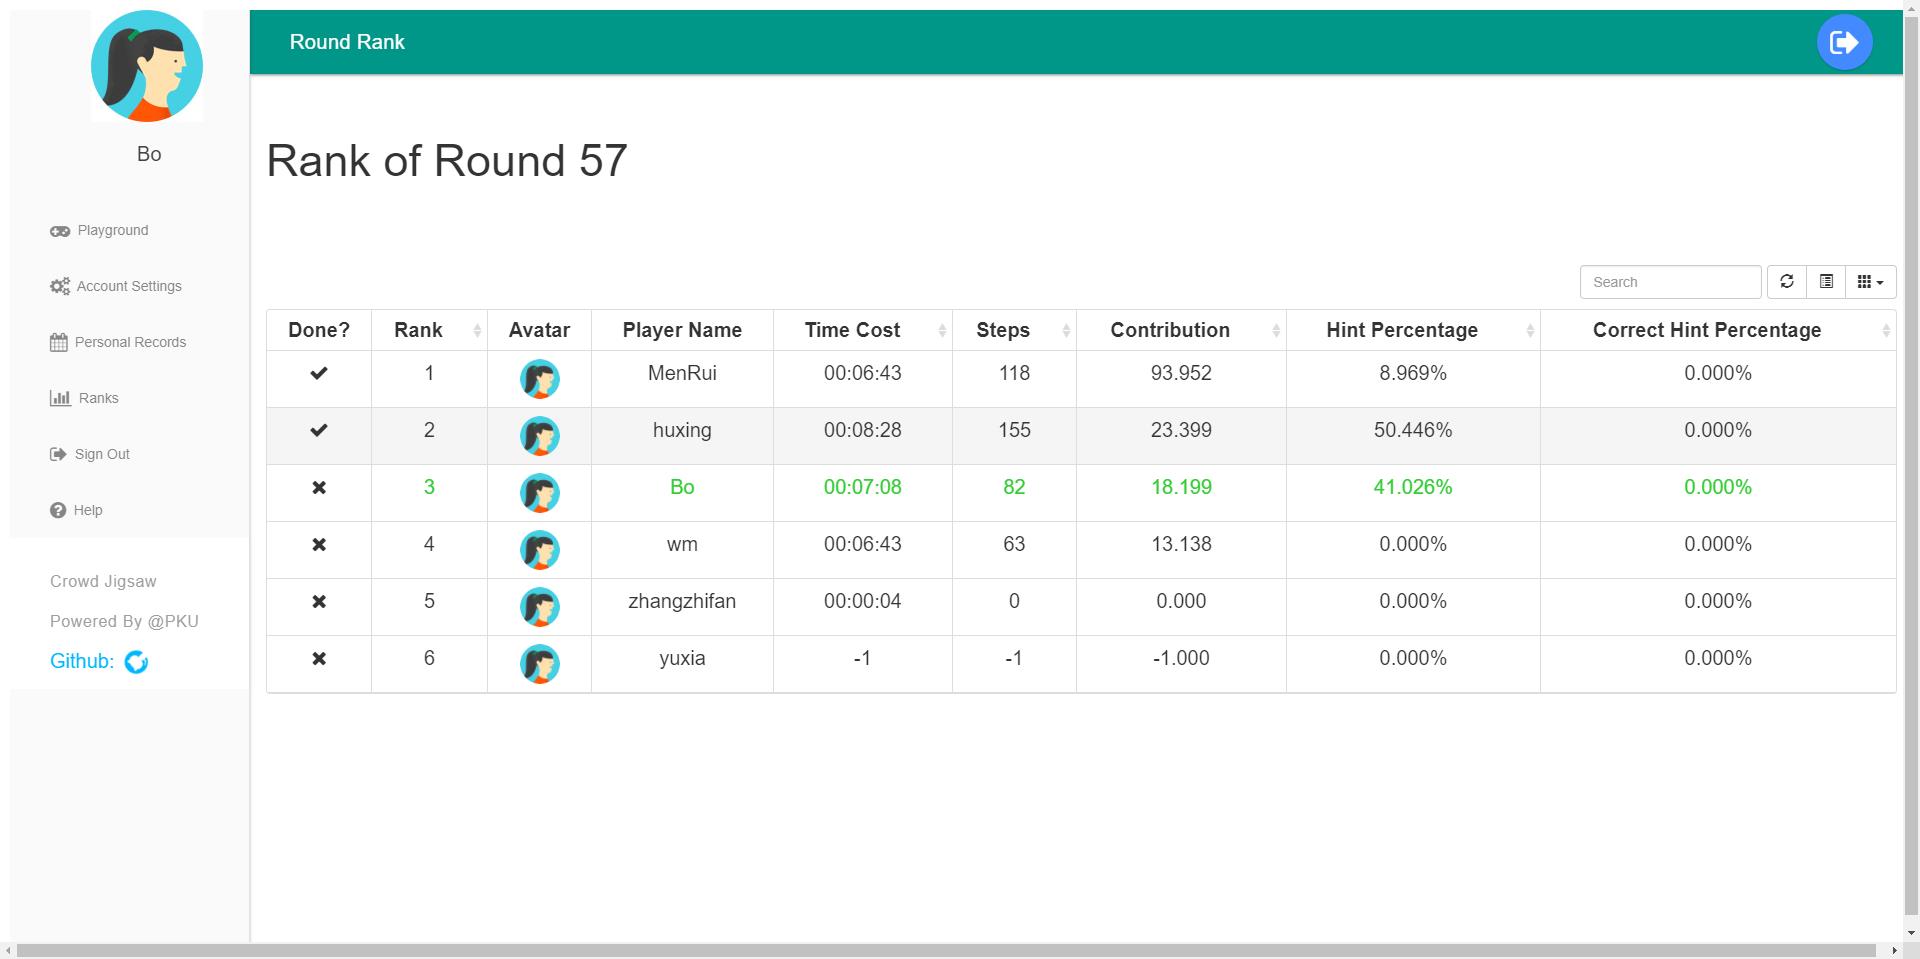 Bo
Playground
Account Settings
Personal Records
Ranks
Sign Out
Help
Crowd Jigsaw
Powered By @PKU
Github:
Round Rank
Rank of Round 57
Search
Done? Rank Avatar Player Name Time Cost Steps Contribution Hint Percentage Correct Hint Percentage
1 MenRui 00:06:43 118 93.952 8.969% 0.000%
2 huxing 00:08:28 155 23.399 50.446% 0.000%
3 Bo 00:07:08 82 18.199 41.026% 0.000%
4 wm 00:06:43 63 13.138 0.000% 0.000%
5 zhangzhifan 00:00:04 0 0.000 0.000% 0.000%
6 yuxia -1 -1 -1.000 0.000% 0.000%